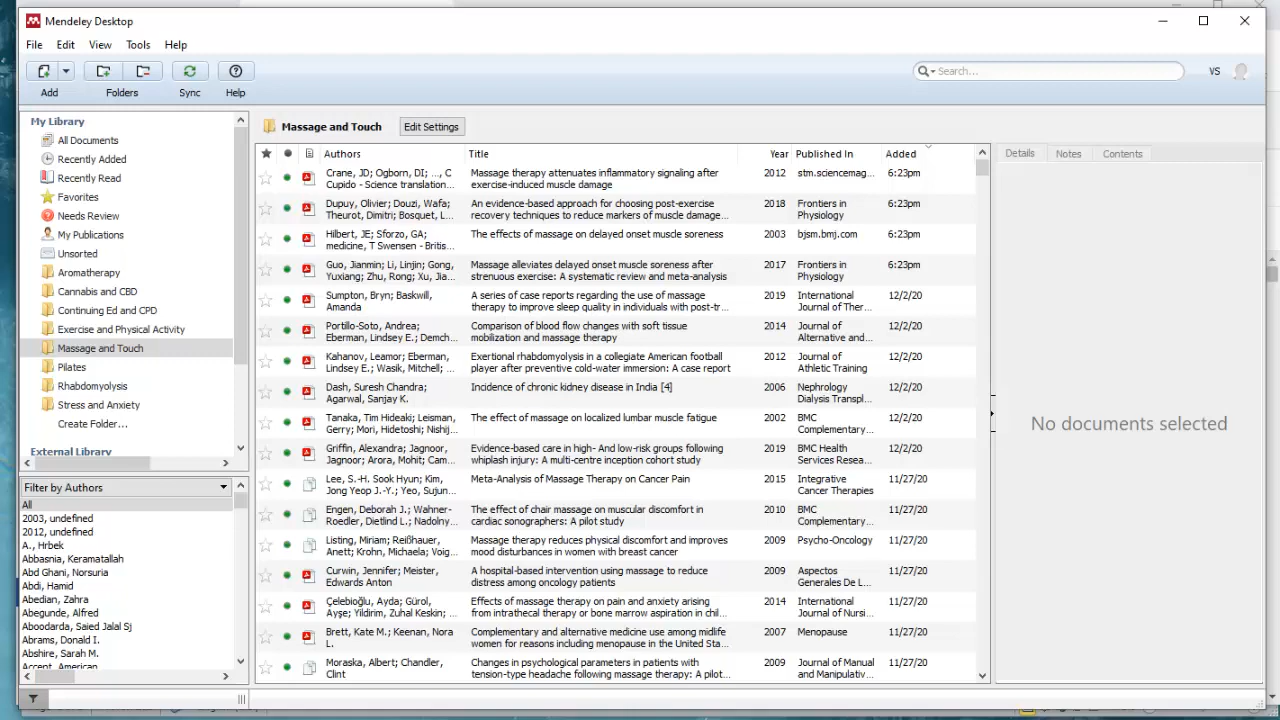 Mendeley Desktop
File Edit View Tools Help
Search...
VS
Add Folders Sync Help
My Library
All Documents
Recently Added
Recently Read
Favorites
Needs Review
My Publications
Unsorted
Aromatherapy
Cannabis and CBD
Continuing Ed and CPD
Exercise and Physical Activity
Massage and Touch
Pilates
Rhabdomyolysis
Stress and Anxiety
Create Folder...
External Library
Filter by Authors
All
2003, undefined
2012, undefined
A., Hrbek
Abbasnia, Keramatallah
Abd Ghani, Norsuria
Abdi, Hamid
Abedian, Zahra
Abegunde, Alfred
Aboodarda, Saied Jalal Sj
Abrams, Donald I.
Abshire, Sarah M.
Accent, American
Massage and Touch Edit Settings
Authors Title Year Published In Added
Crane, JD; Ogborn, DI; ..., C Massage therapy attenuates inflammatory signaling after 2012 stm.sciencemag... 6:23pm
Cupido - Science translation... exercise-induced muscle damage
Dupuy, Olivier; Douzi, Wafa; An evidence-based approach for choosing post-exercise 2018 Frontiers in 6:23pm
Theurot, Dimitri; Bosquet, L... recovery techniques to reduce markers of muscle damage... Physiology
Hilbert, JE; Sforzo, GA; The effects of massage on delayed onset muscle soreness 2003 bjsm.bmj.com 6:23pm
medicine, T Swensen - Britis...
Guo, Jianmin; Li, Linjin; Gong, Massage alleviates delayed onset muscle soreness after 2017 Frontiers in 6:23pm
Yuxiang; Zhu, Rong; Xu, Jia... strenuous exercise: A systematic review and meta-analysis Physiology
Sumpton, Bryn; Baskwill, A series of case reports regarding the use of massage 2019 International 12/2/20
Amanda therapy to improve sleep quality in individuals with post-tr... Journal of Ther...
Portillo-Soto, Andrea; Comparison of blood flow changes with soft tissue 2014 Journal of 12/2/20
Eberman, Lindsey E.; Demch... mobilization and massage therapy Alternative and...
Kahanov, Leamor; Eberman, Exertional rhabdomyolysis in a collegiate American football 2012 Journal of 12/2/20
Lindsey E.; Wasik, Mitchell; ... player after preventive cold-water immersion: A case report Athletic Training
Dash, Suresh Chandra; Incidence of chronic kidney disease in India [4] 2006 Nephrology 12/2/20
Agarwal, Sanjay K. Dialysis Transpl...
Tanaka, Tim Hideaki; Leisman, The effect of massage on localized lumbar muscle fatigue 2002 BMC 12/2/20
Gerry; Mori, Hidetoshi; Nishij... Complementary...
Griffin, Alexandra; Jagnoor, Evidence-based care in high- And low-risk groups following 2019 BMC Health 12/2/20
Jagnoor; Arora, Mohit; Cam... whiplash injury: A multi-centre inception cohort study Services Resea...
Lee, S.-H. Sook Hyun; Kim, Meta-Analysis of Massage Therapy on Cancer Pain 2015 Integrative 11/27/20
Jong Yeop J.-Y.; Yeo, Sujun... Cancer Therapies
Engen, Deborah J.; Wahner- The effect of chair massage on muscular discomfort in 2010 BMC 11/27/20
Roedler, Dietlind L.; Nadolny... cardiac sonographers: A pilot study Complementary...
Listing, Miriam; Reißhauer, Massage therapy reduces physical discomfort and improves 2009 Psycho-Oncology 11/27/20
Anett; Krohn, Michaela; Voig... mood disturbances in women with breast cancer
Curwin, Jennifer; Meister, A hospital-based intervention using massage to reduce 2009 Aspectos 11/27/20
Edwards Anton distress among oncology patients Generales De L...
Çelebioğlu, Ayda; Gürol, Effects of massage therapy on pain and anxiety arising 2014 International 11/27/20
Ayşe; Yildirim, Zuhal Keskin; ... from intrathecal therapy or bone marrow aspiration in chil... Journal of Nursi...
Brett, Kate M.; Keenan, Nora Complementary and alternative medicine use among midlife 2007 Menopause 11/27/20
L. women for reasons including menopause in the United Sta...
Moraska, Albert; Chandler, Changes in psychological parameters in patients with 2009 Journal of Manual 11/27/20
Clint tension-type headache following massage therapy: A pilot... and Manipulativ...
Details Notes Contents
No documents selected